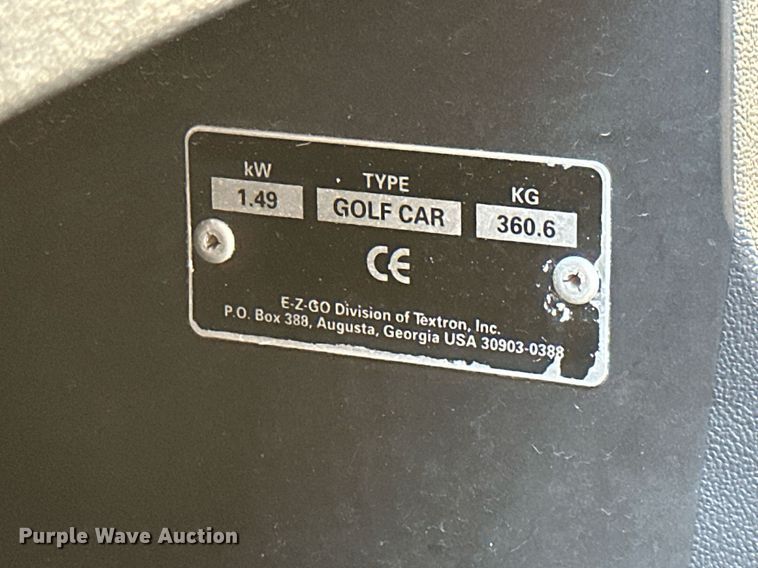 kW TYPE KG
1.49 GOLF CAR 360.6
CE
E-Z-GO Division of Textron, Inc.
P.O. Box 388, Augusta, Georgia USA 30903-0388
Purple Wave Auction